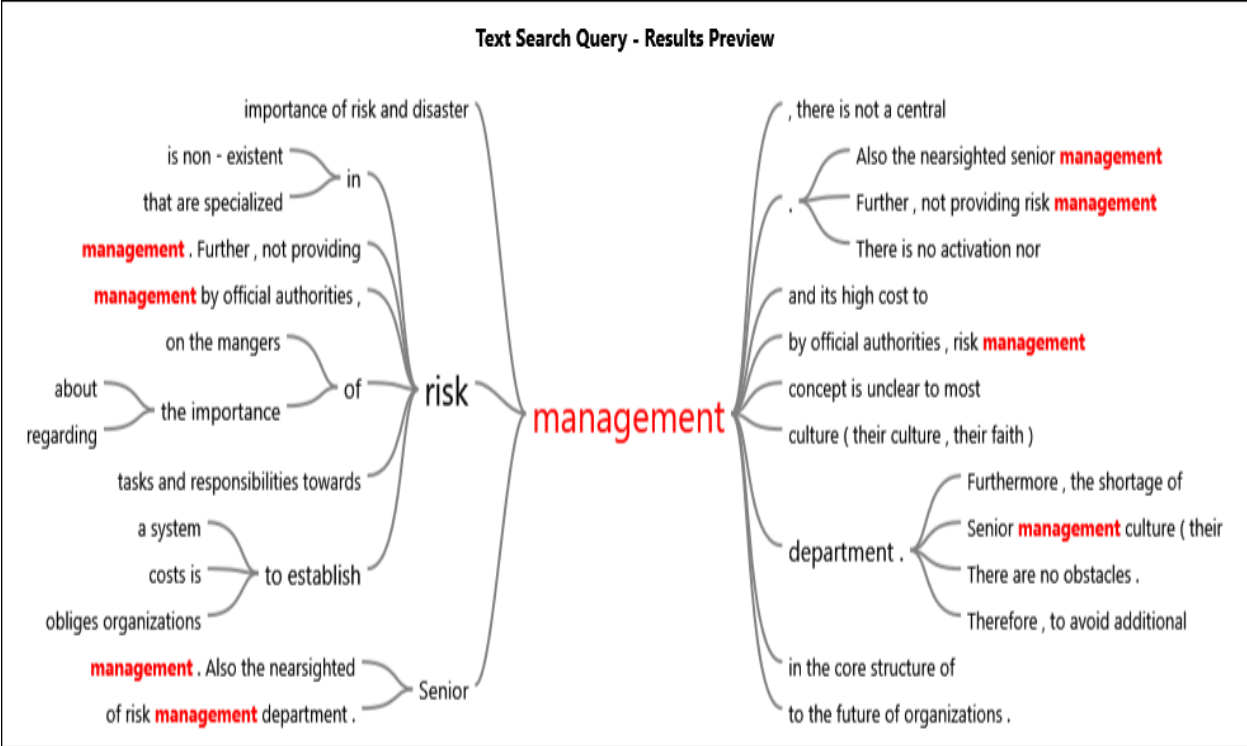 Text Search Query - Results Preview
importance of risk and disaster
is non - existent
that are specialized
in
management . Further , not providing
management by official authorities ,
on the mangers
about
regarding
the importance
of
tasks and responsibilities towards
a system
costs is
obliges organizations
to establish
risk
management . Also the nearsighted
of risk management department .
Senior
management
, there is not a central
.
Also the nearsighted senior management
Further , not providing risk management
There is no activation nor
and its high cost to
by official authorities , risk management
concept is unclear to most
culture ( their culture , their faith )
department .
Furthermore , the shortage of
Senior management culture ( their
There are no obstacles .
Therefore , to avoid additional
in the core structure of
to the future of organizations .